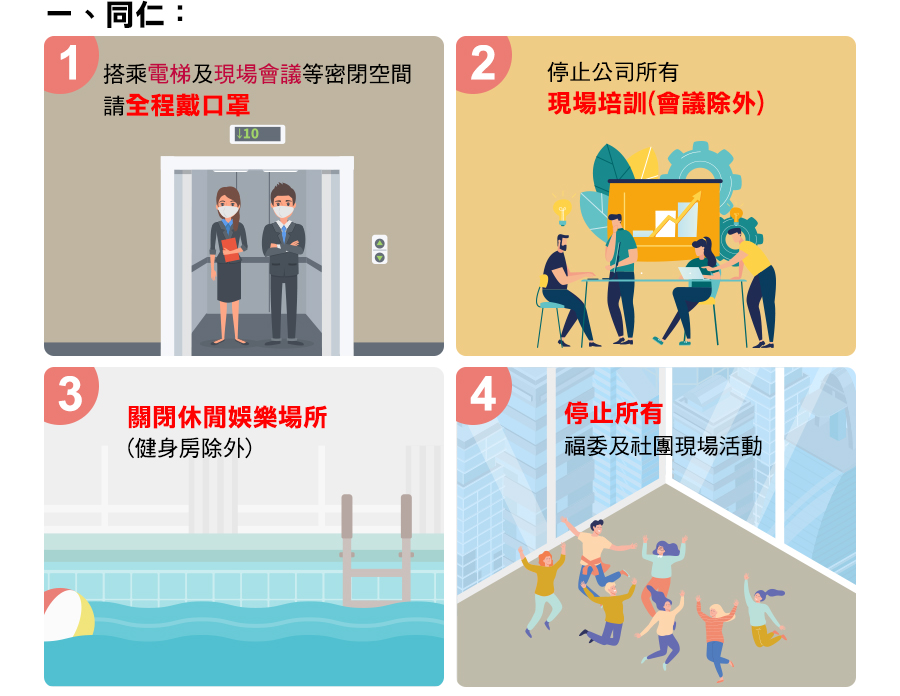 一、同仁：
1
搭乘電梯及現場會議等密閉空間
請全程戴口罩
↓10
2
停止公司所有
現場培訓(會議除外)
3
關閉休閒娛樂場所
(健身房除外)
4
停止所有
福委及社團現場活動